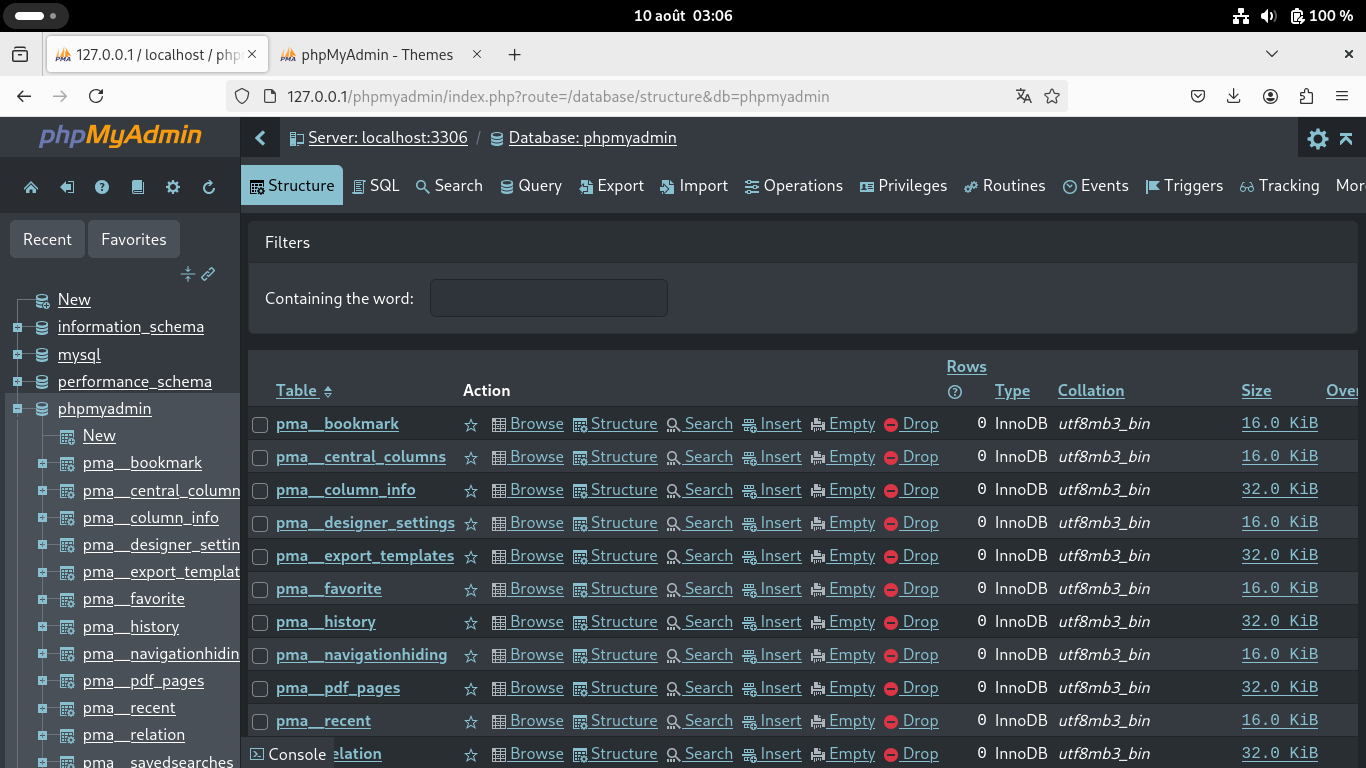 10 août 03:06
100 %
127.0.0.1 / localhost / php
phpMyAdmin - Themes
127.0.0.1/phpmyadmin/index.php?route=/database/structure&db=phpmyadmin
phpMyAdmin
Server: localhost:3306 / Database: phpmyadmin
Structure SQL Search Query Export Import Operations Privileges Routines Events Triggers Tracking Mor
Recent Favorites
New
information_schema
mysql
performance_schema
phpmyadmin
New
pma__bookmark
pma__central_column
pma__column_info
pma__designer_settin
pma__export_templat
pma__favorite
pma__history
pma__navigationhidin
pma__pdf_pages
pma__recent
pma__relation
pma__savedsearches
Filters
Containing the word:
Table Action Rows Type Collation Size Over
pma__bookmark Browse Structure Search Insert Empty Drop 0 InnoDB utf8mb3_bin 16.0 KiB
pma__central_columns Browse Structure Search Insert Empty Drop 0 InnoDB utf8mb3_bin 16.0 KiB
pma__column_info Browse Structure Search Insert Empty Drop 0 InnoDB utf8mb3_bin 32.0 KiB
pma__designer_settings Browse Structure Search Insert Empty Drop 0 InnoDB utf8mb3_bin 16.0 KiB
pma__export_templates Browse Structure Search Insert Empty Drop 0 InnoDB utf8mb3_bin 32.0 KiB
pma__favorite Browse Structure Search Insert Empty Drop 0 InnoDB utf8mb3_bin 16.0 KiB
pma__history Browse Structure Search Insert Empty Drop 0 InnoDB utf8mb3_bin 32.0 KiB
pma__navigationhiding Browse Structure Search Insert Empty Drop 0 InnoDB utf8mb3_bin 16.0 KiB
pma__pdf_pages Browse Structure Search Insert Empty Drop 0 InnoDB utf8mb3_bin 32.0 KiB
pma__recent Browse Structure Search Insert Empty Drop 0 InnoDB utf8mb3_bin 16.0 KiB
Console elation Browse Structure Search Insert Empty Drop 0 InnoDB utf8mb3_bin 32.0 KiB